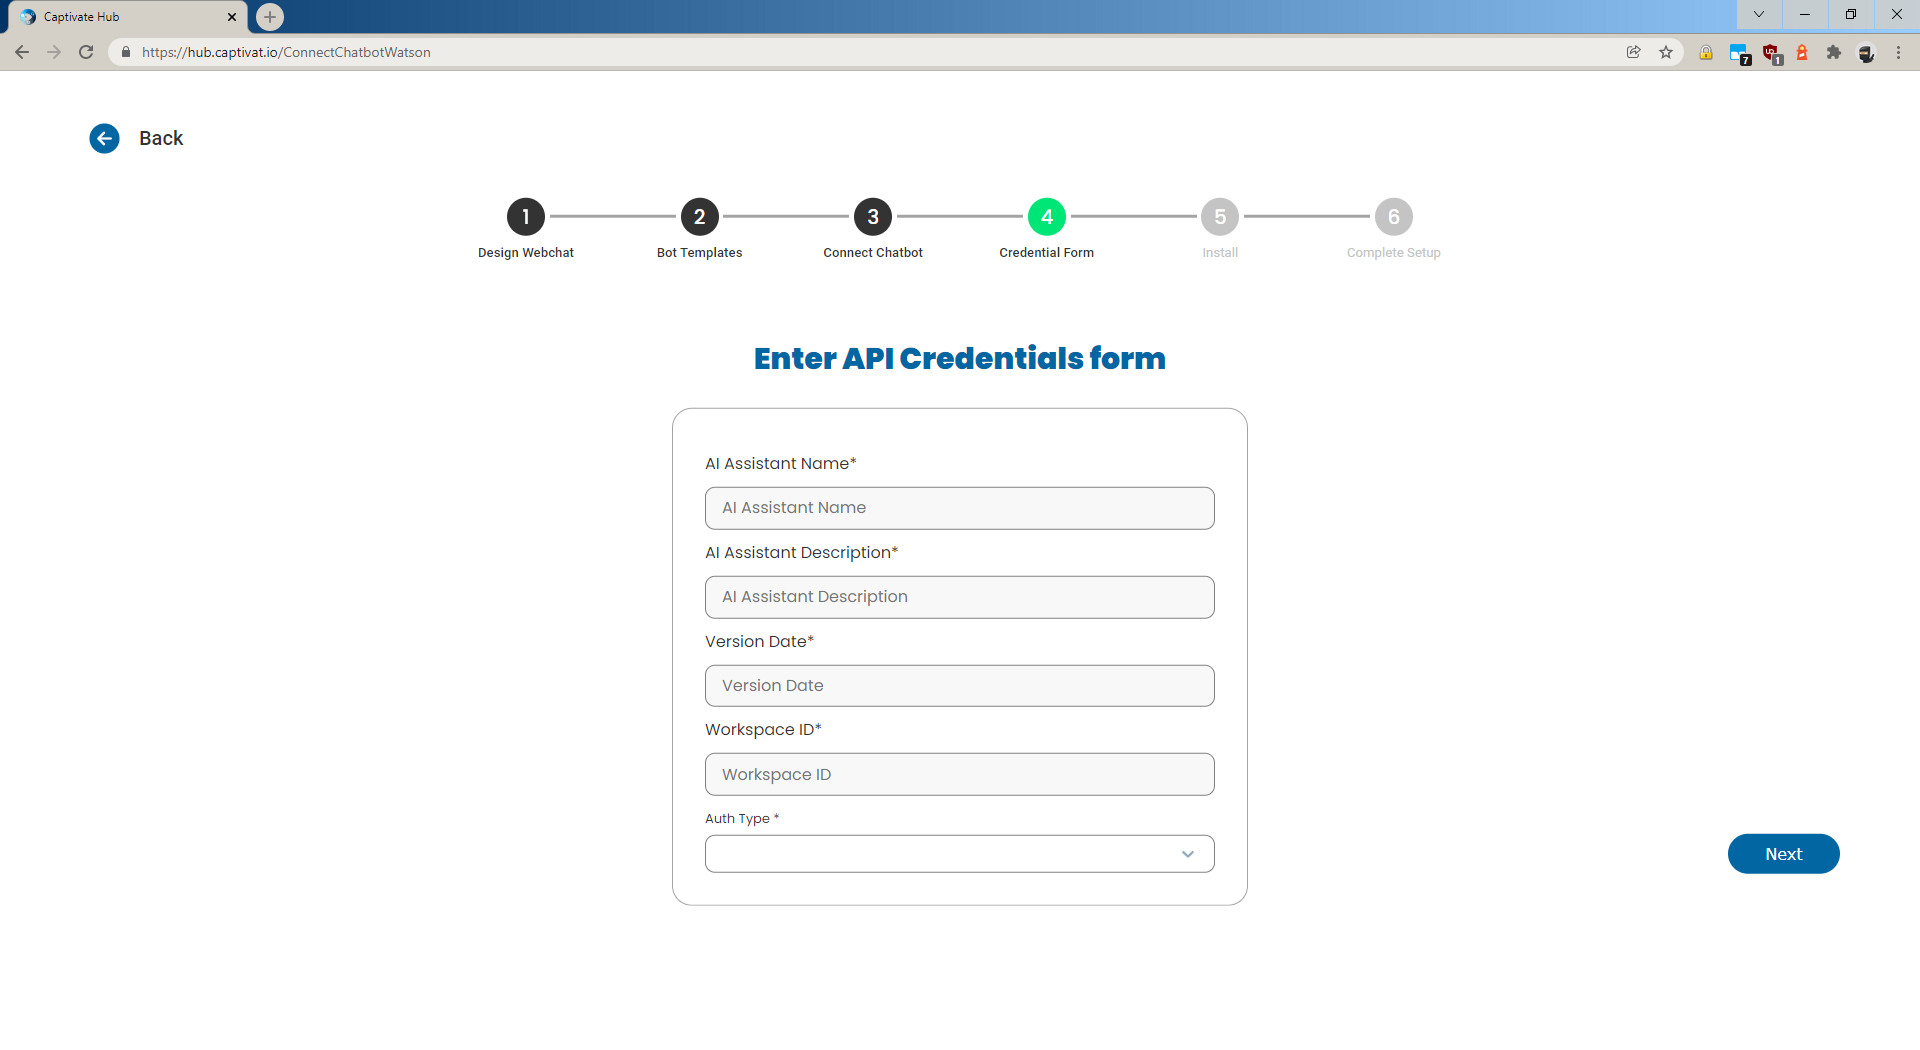 Captivate Hub
https://hub.captivat.io/ConnectChatbotWatson
7
1
Back
1
2
3
4
5
6
Design Webchat
Bot Templates
Connect Chatbot
Credential Form
Install
Complete Setup
Enter API Credentials form
AI Assistant Name*
AI Assistant Name
AI Assistant Description*
AI Assistant Description
Version Date*
Version Date
Workspace ID*
Workspace ID
Auth Type *
Next